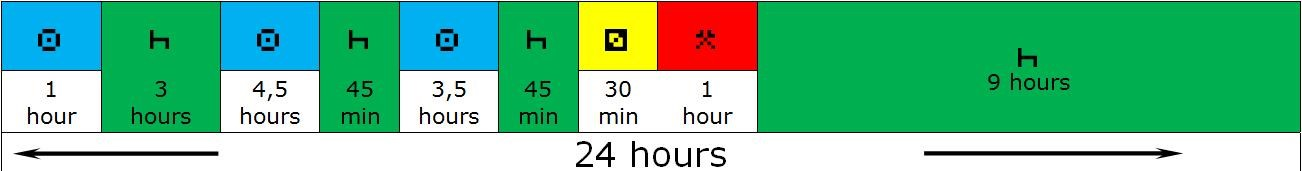 1 hour
3 hours
4,5 hours
45 min
3,5 hours
45 min
30 min
1 hour
9 hours
24 hours